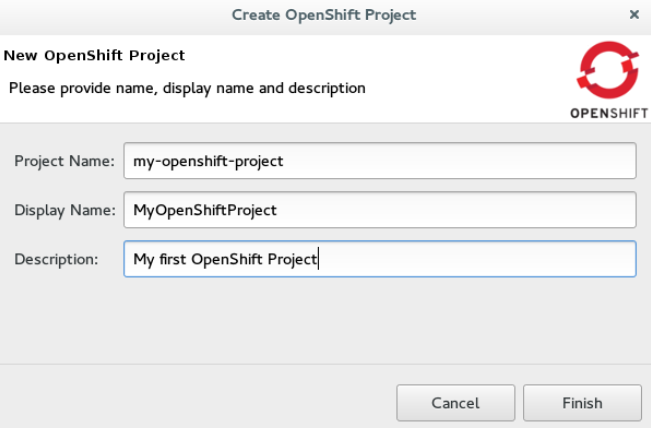 Create OpenShift Project ×
New OpenShift Project
Please provide name, display name and description
OPENSHIFT
Project Name: my-openshift-project
Display Name: MyOpenShiftProject
Description: My first OpenShift Project
Cancel Finish